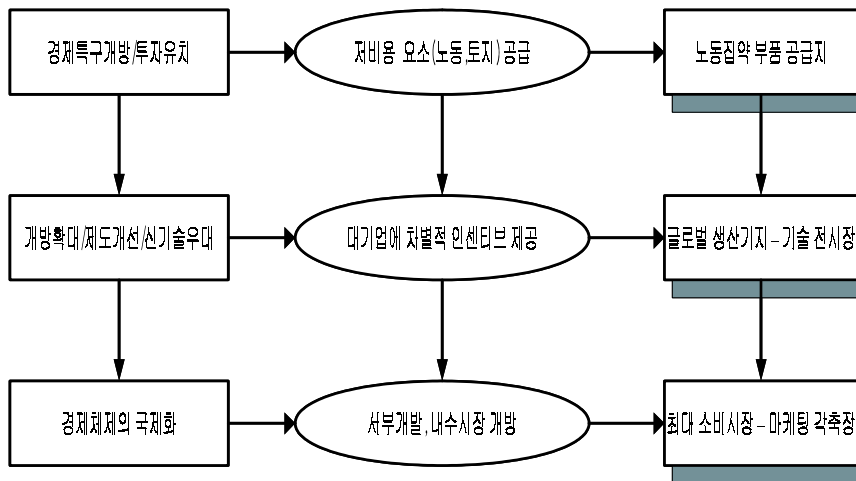 경제특구개방/투자유치
저비용 요소(노동,토지) 공급
노동집약 부품 공급지
개방확대/제도개선/신기술우대
대기업에 차별적 인센티브 제공
글로벌 생산기지 – 기술 전시장
경제체제의 국제화
서부개발, 내수시장 개방
최대 소비시장 – 마케팅 각축장